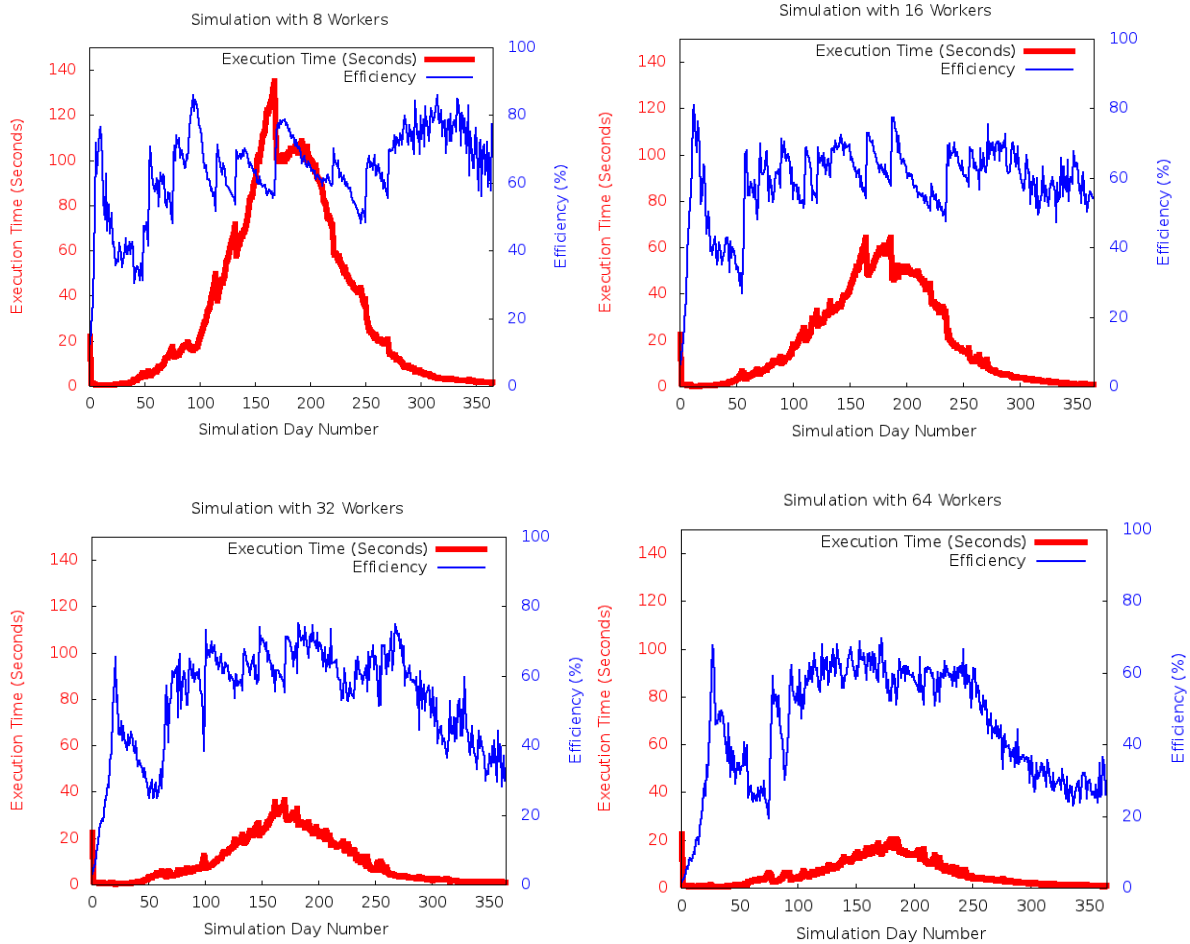 Simulation with 8 Workers
Execution Time (Seconds)
Efficiency
Execution Time (Seconds)
Efficiency (%)
140
120
100
80
60
40
20
0
100
80
60
40
20
0
0 50 100 150 200 250 300 350
Simulation Day Number
Simulation with 16 Workers
Execution Time (Seconds)
Efficiency
Execution Time (Seconds)
Efficiency (%)
140
120
100
80
60
40
20
0
100
80
60
40
20
0
0 50 100 150 200 250 300 350
Simulation Day Number
Simulation with 32 Workers
Execution Time (Seconds)
Efficiency
Execution Time (Seconds)
Efficiency (%)
140
120
100
80
60
40
20
0
100
80
60
40
20
0
0 50 100 150 200 250 300 350
Simulation Day Number
Simulation with 64 Workers
Execution Time (Seconds)
Efficiency
Execution Time (Seconds)
Efficiency (%)
140
120
100
80
60
40
20
0
100
80
60
40
20
0
0 50 100 150 200 250 300 350
Simulation Day Number